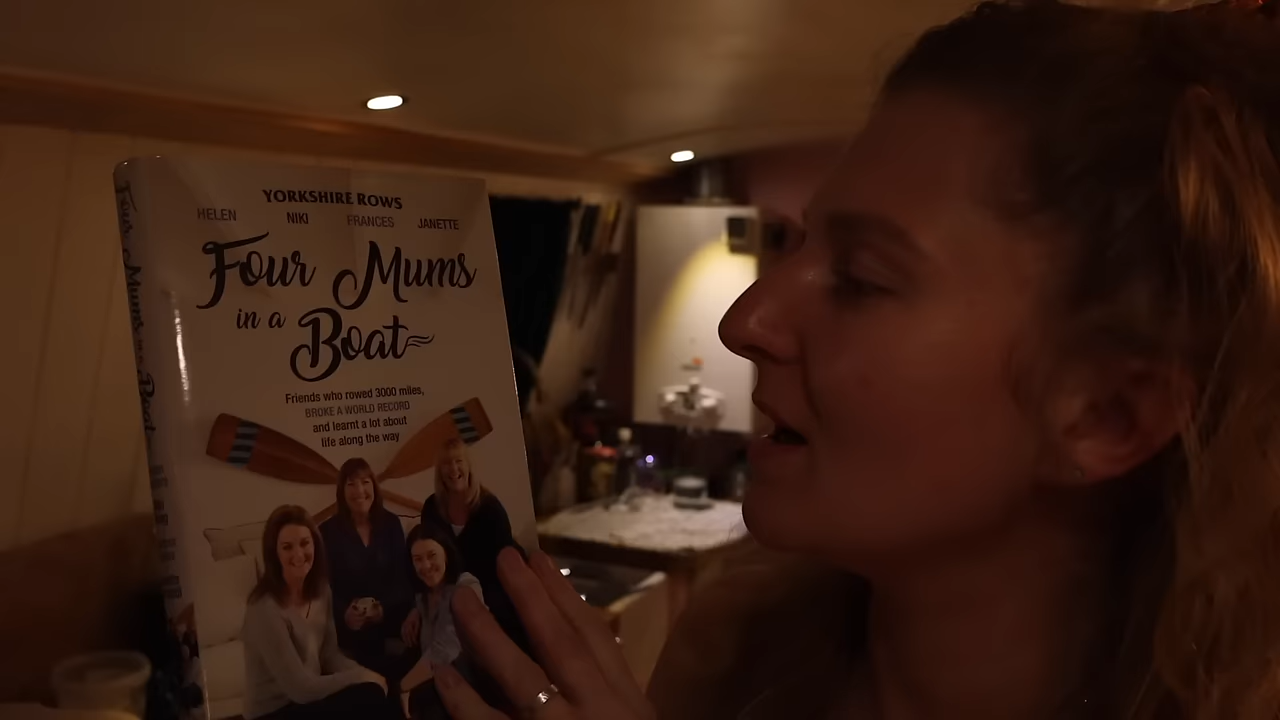 YORKSHIRE ROWS
HELEN NIKI FRANCES JANETTE
Four Mums
in a Boat
Friends who rowed 3000 miles,
BROKE A WORLD RECORD
and learnt a lot about
life along the way
Four Mums in a Boat